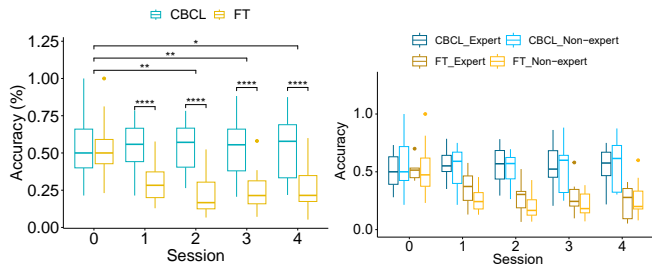 CBCL FT
1.25
1.00
0.75
0.50
0.25
0.00
Accuracy (%)
*
**
**
****
****
****
****
0 1 2 3 4
Session
CBCL_Expert CBCL_Non-expert
FT_Expert FT_Non-expert
1.0
0.5
0.0
Accuracy
0 1 2 3 4
Session